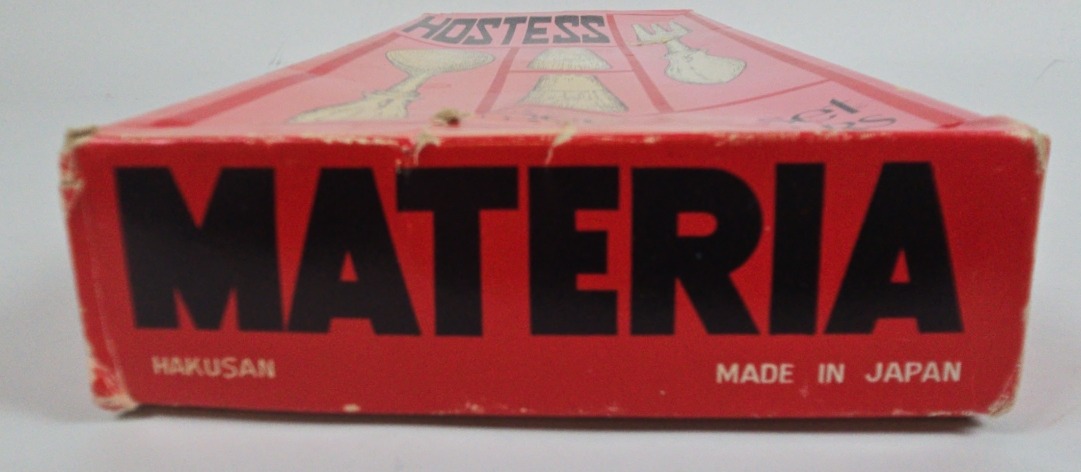 HOSTESS
MATERIA
HAKUSAN
MADE IN JAPAN